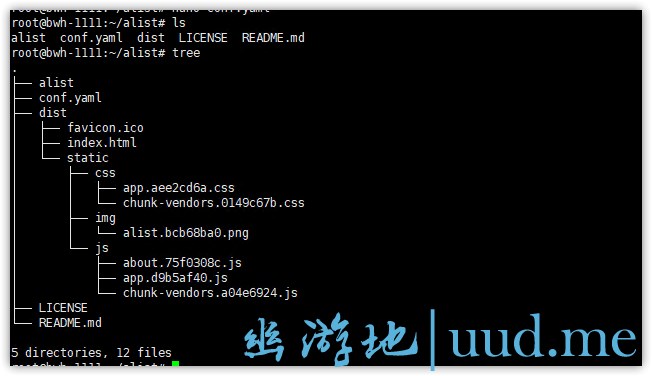 root@bwh-1111:~/alist# nano conf.yaml
root@bwh-1111:~/alist# ls
alist  conf.yaml  dist  LICENSE  README.md
root@bwh-1111:~/alist# tree
.
├── alist
├── conf.yaml
├── dist
│   ├── favicon.ico
│   ├── index.html
│   └── static
│       ├── css
│       │   ├── app.aee2cd6a.css
│       │   └── chunk-vendors.0149c67b.css
│       ├── img
│       │   └── alist.bcb68ba0.png
│       └── js
│           ├── about.75f0308c.js
│           ├── app.d9b5af40.js
│           └── chunk-vendors.a04e6924.js
├── LICENSE
└── README.md
5 directories, 12 files
root@bwh-1111:~/alist#
幽游地|uud.me